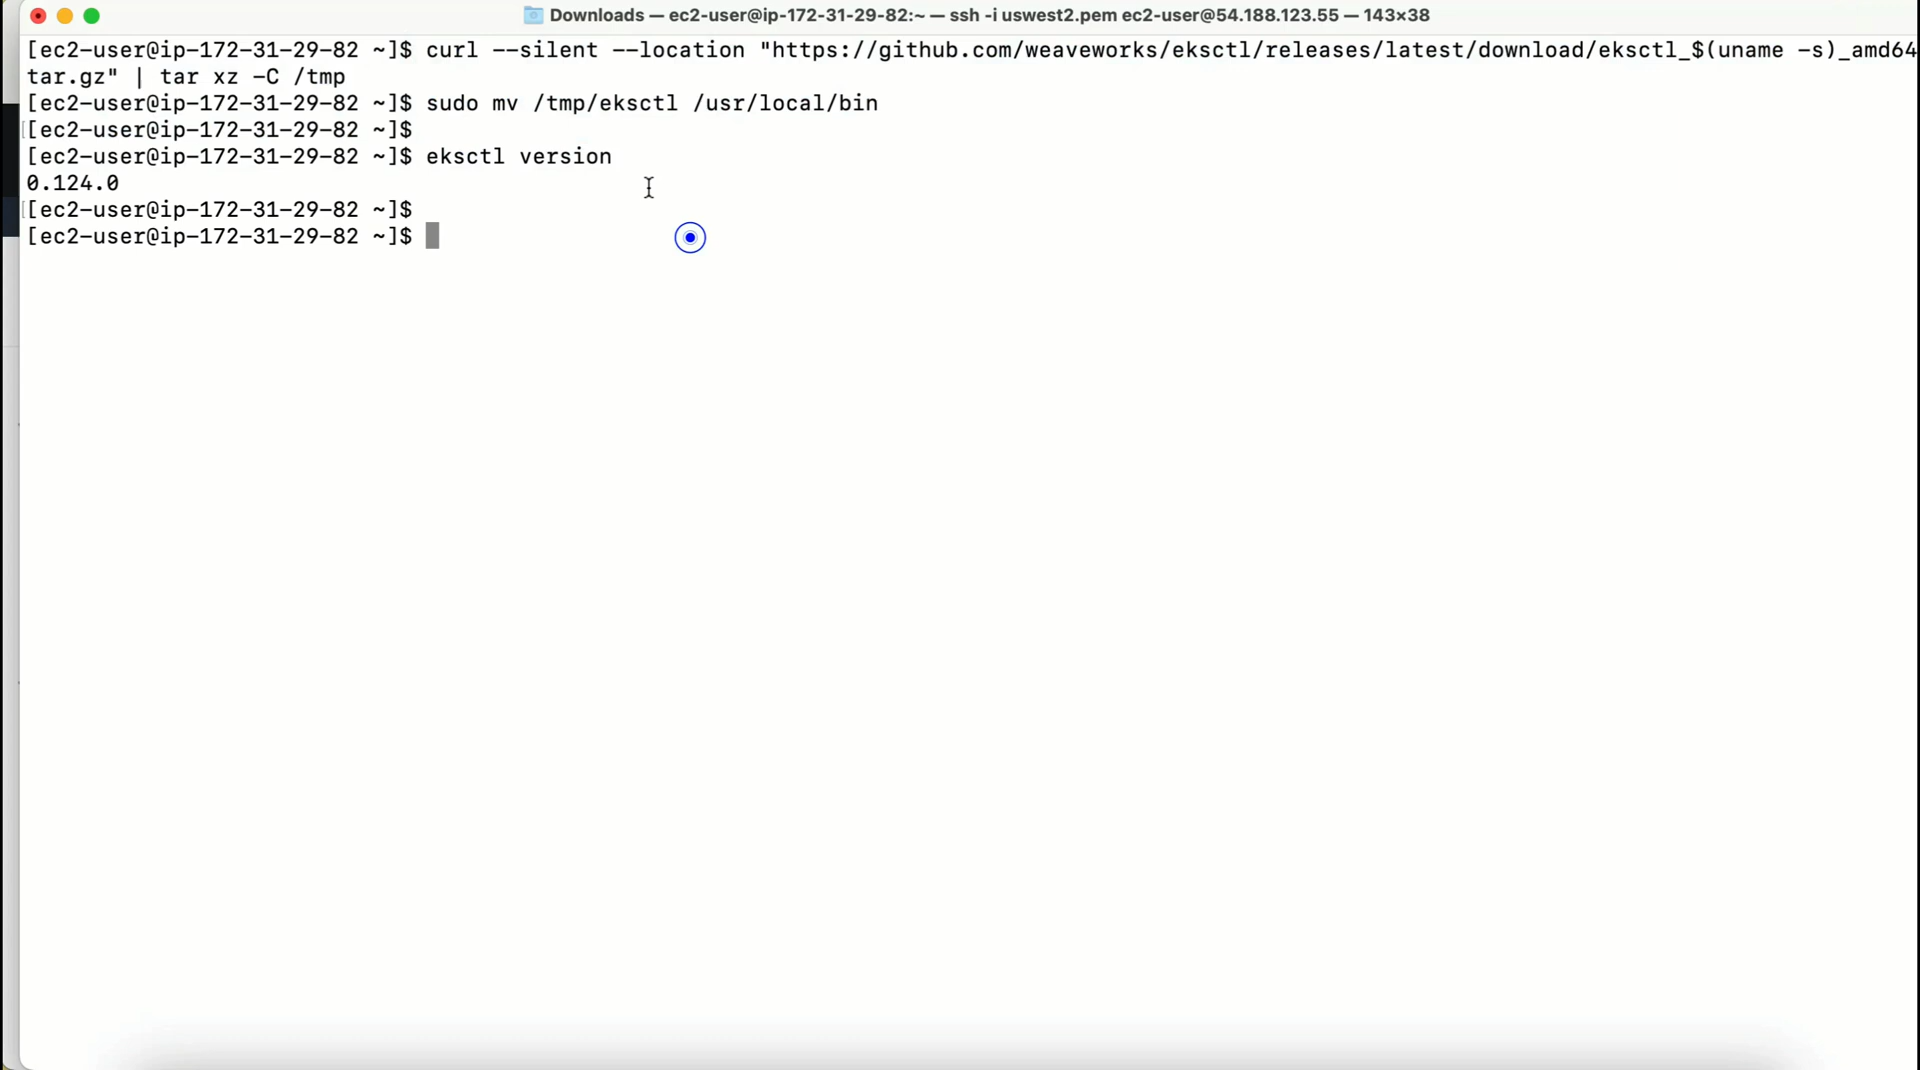 Downloads — ec2-user@ip-172-31-29-82:~ — ssh -i uswest2.pem ec2-user@54.188.123.55 — 143×38
[ec2-user@ip-172-31-29-82 ~]$ curl --silent --location "https://github.com/weaveworks/eksctl/releases/latest/download/eksctl_$(uname -s)_amd64
tar.gz" | tar xz -C /tmp
[ec2-user@ip-172-31-29-82 ~]$ sudo mv /tmp/eksctl /usr/local/bin
[ec2-user@ip-172-31-29-82 ~]$
[ec2-user@ip-172-31-29-82 ~]$ eksctl version
0.124.0
[ec2-user@ip-172-31-29-82 ~]$
[ec2-user@ip-172-31-29-82 ~]$